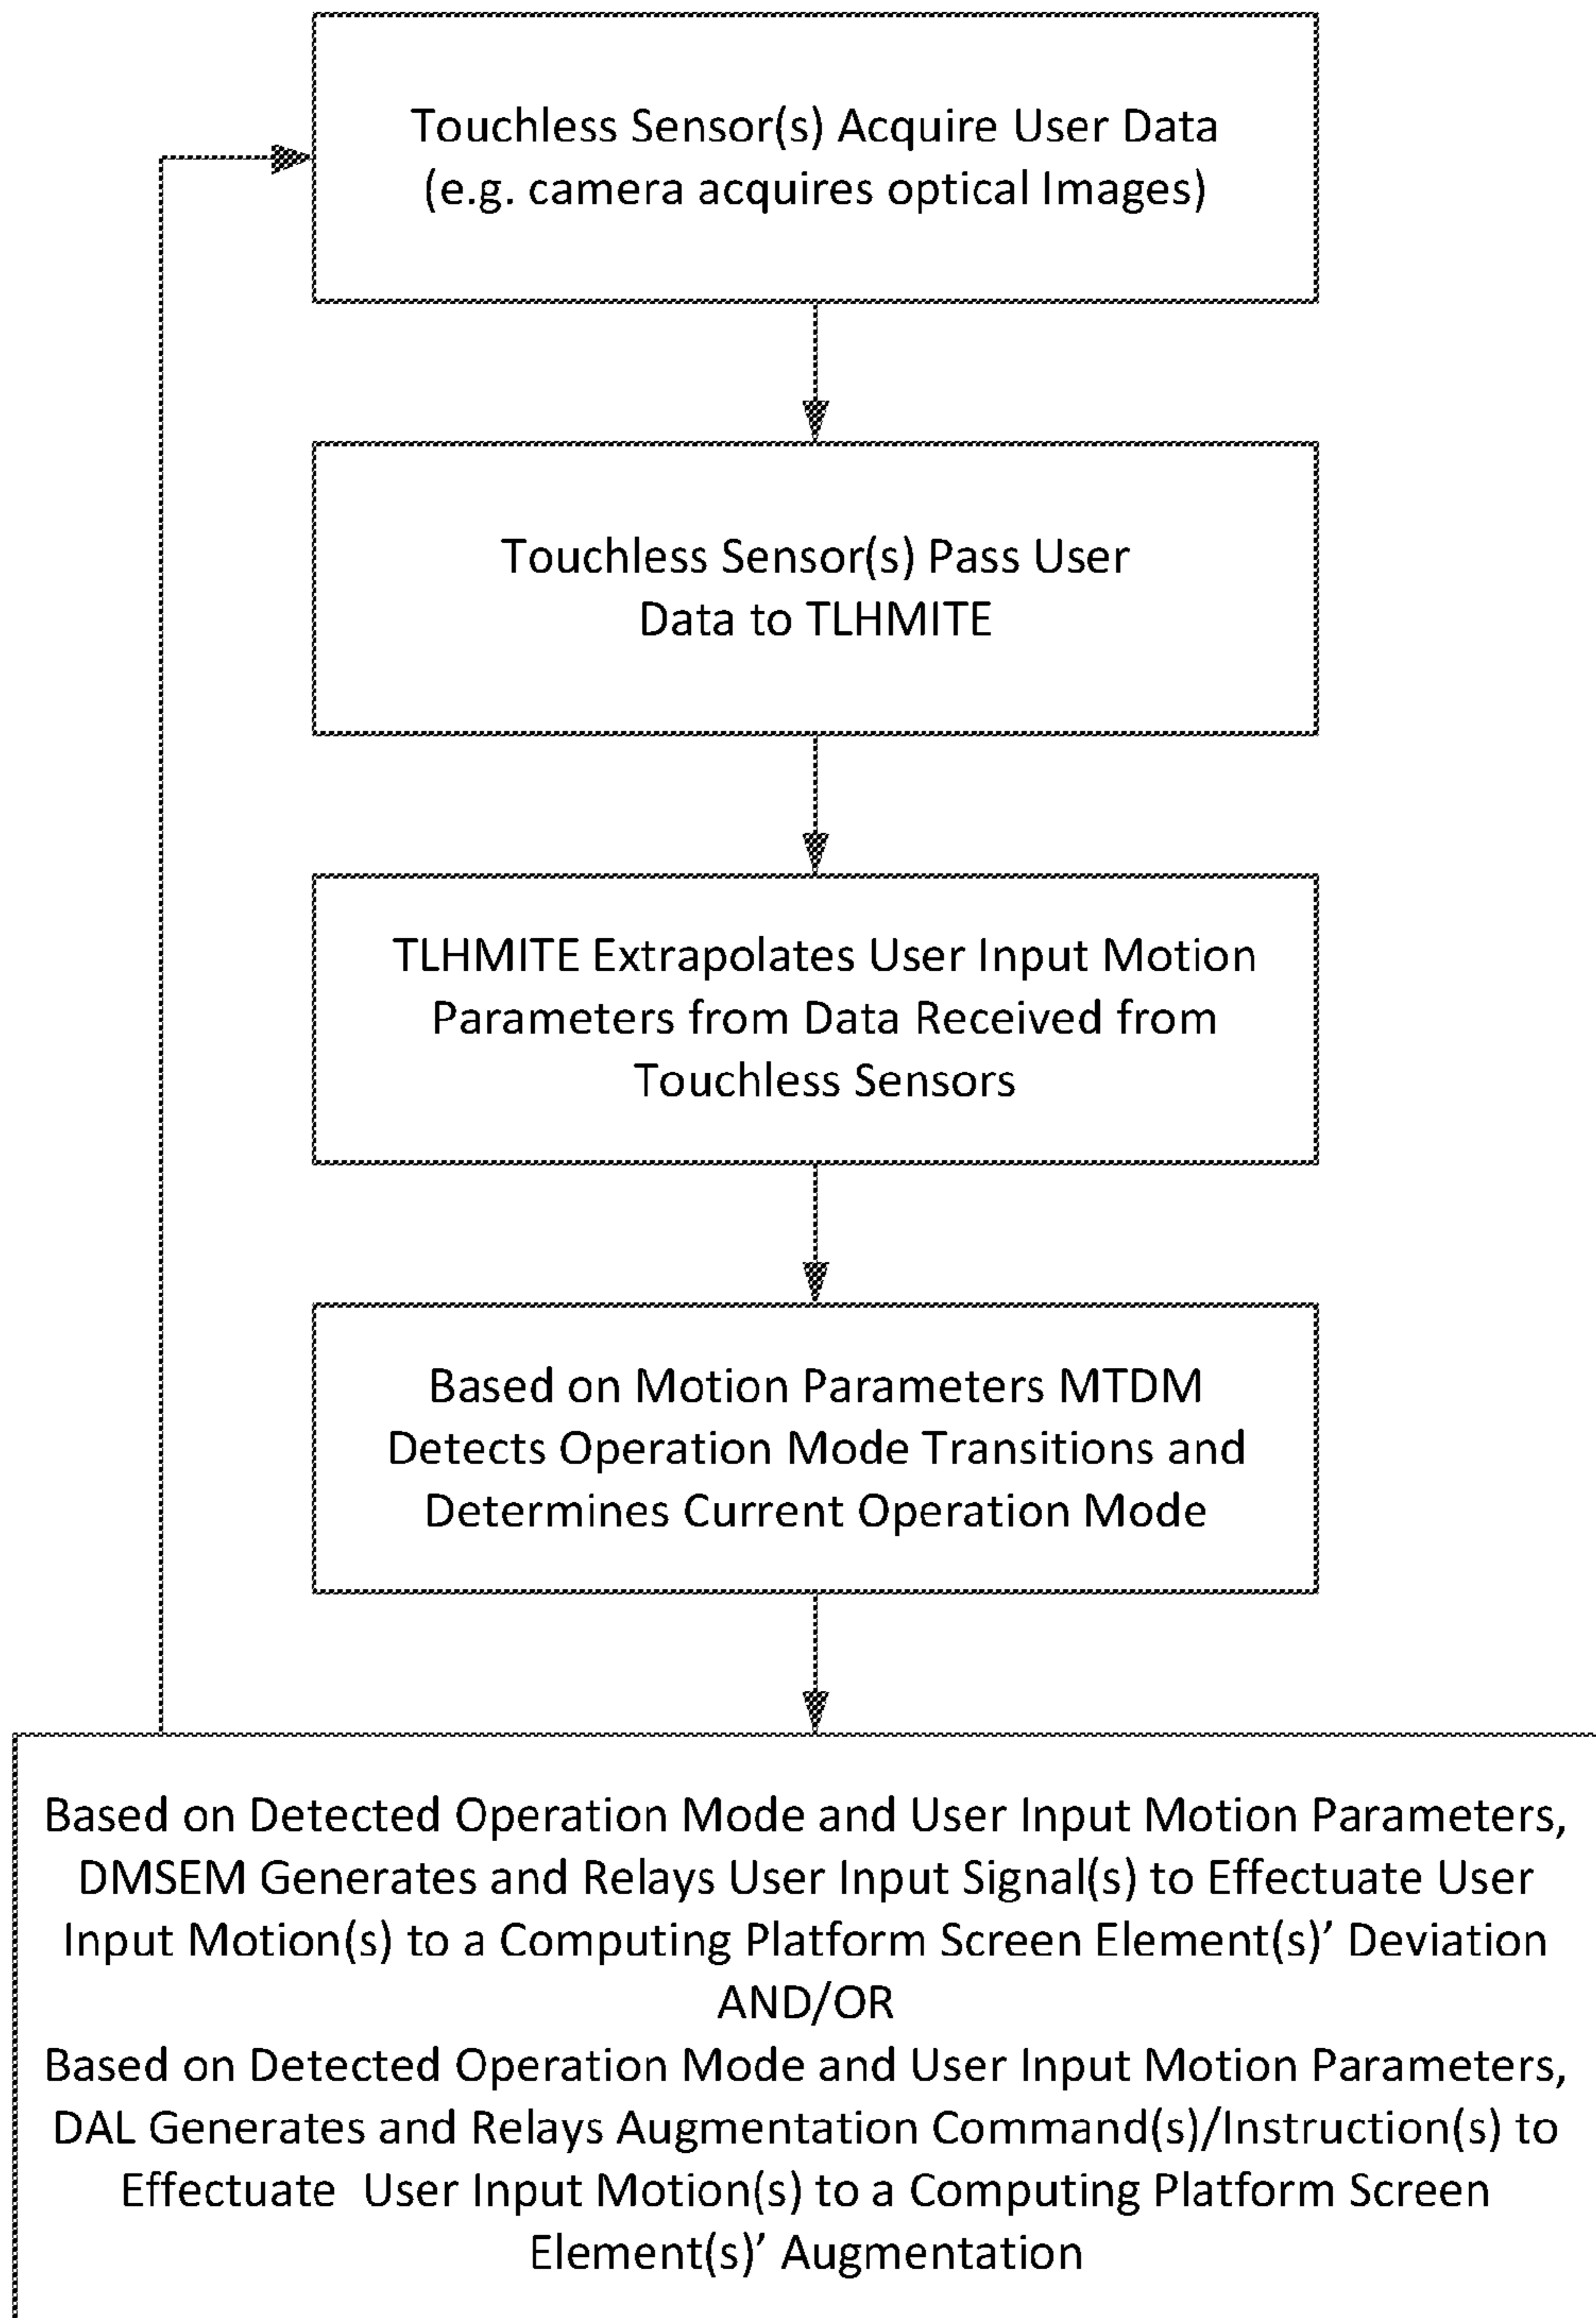 Touchless Sensor(s) Acquire User Data
(e.g. camera acquires optical Images)
Touchless Sensor(s) Pass User
Data to TLHMITE
TLHMITE Extrapolates User Input Motion
Parameters from Data Received from
Touchless Sensors
Based on Motion Parameters MTDM
Detects Operation Mode Transitions and
Determines Current Operation Mode
Based on Detected Operation Mode and User Input Motion Parameters,
DMSEM Generates and Relays User Input Signal(s) to Effectuate User
Input Motion(s) to a Computing Platform Screen Element(s)’ Deviation
AND/OR
Based on Detected Operation Mode and User Input Motion Parameters,
DAL Generates and Relays Augmentation Command(s)/Instruction(s) to
Effectuate User Input Motion(s) to a Computing Platform Screen
Element(s)’ Augmentation